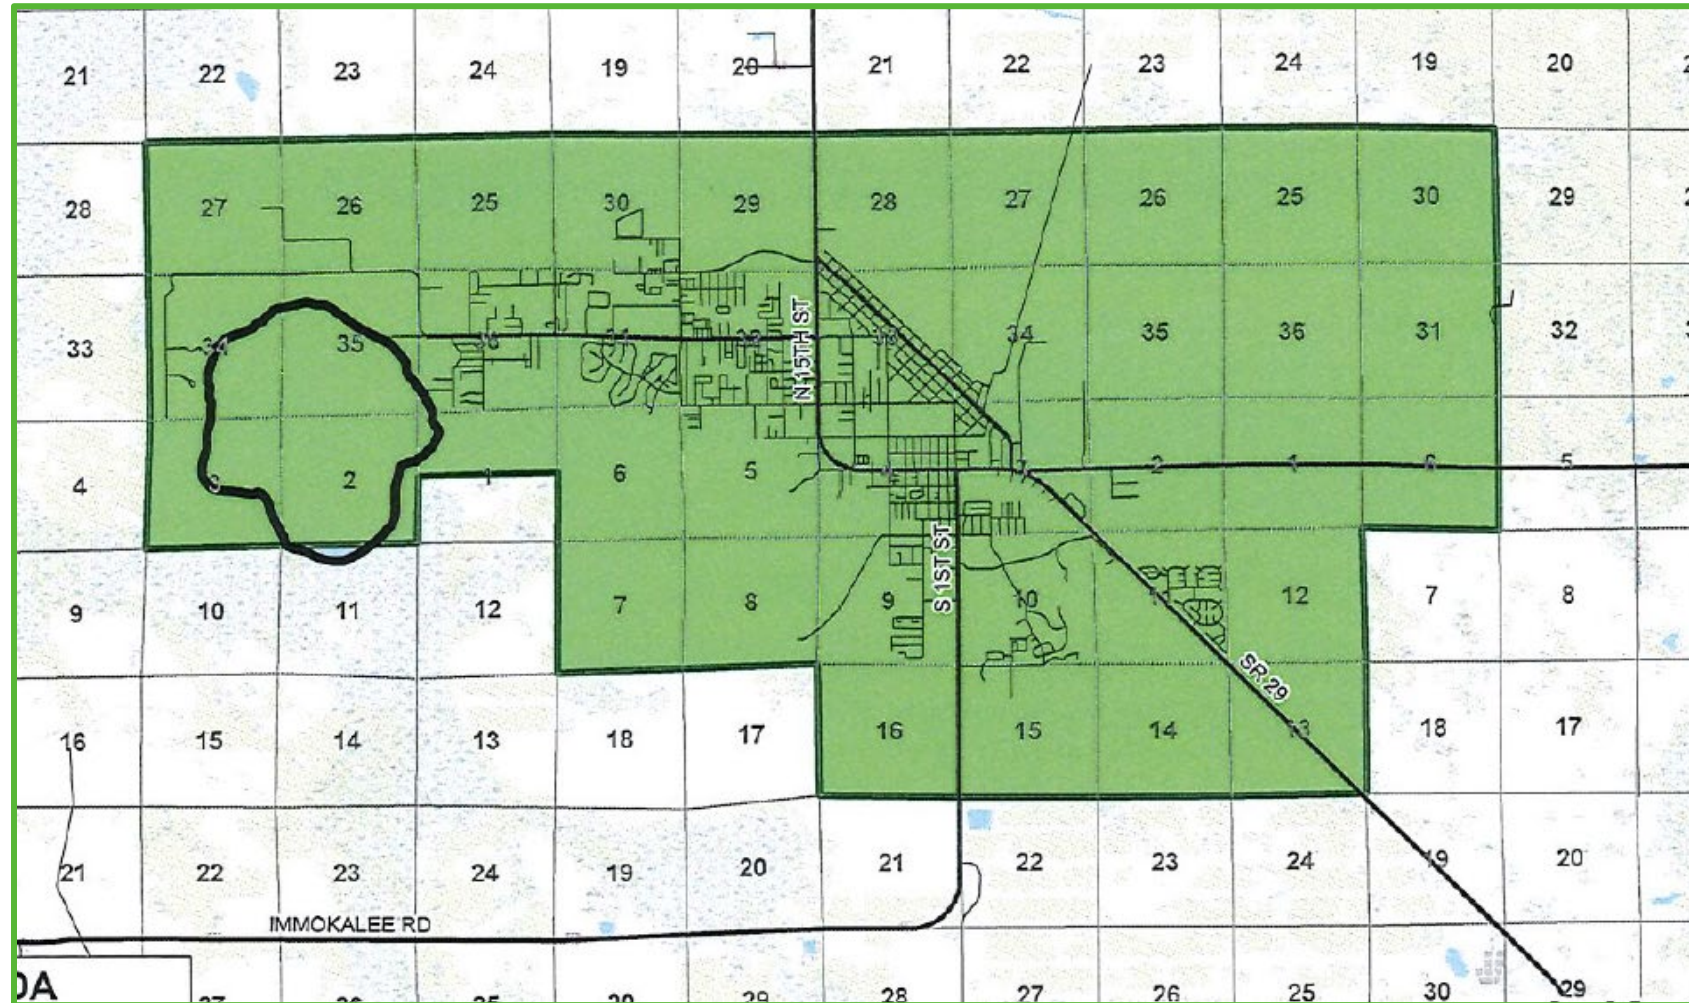 21 22 23 24 19 20 21 22 23 24 19 20
28 27 26 25 30 29 28 27 26 25 30 29
33 34 35 36 31 32 N 15TH ST 33 34 35 36 31 32
4 3 2 1 6 5 4 2 1 6 5
9 10 11 12 7 8 9 S 1ST ST 10 11 12 7 8
SR 29
16 15 14 13 18 17 16 15 14 13 18 17
21 22 23 24 19 20 21 22 23 24 19 20
IMMOKALEE RD
DA
27 26 25 30 29 28 27 26 25 30 29